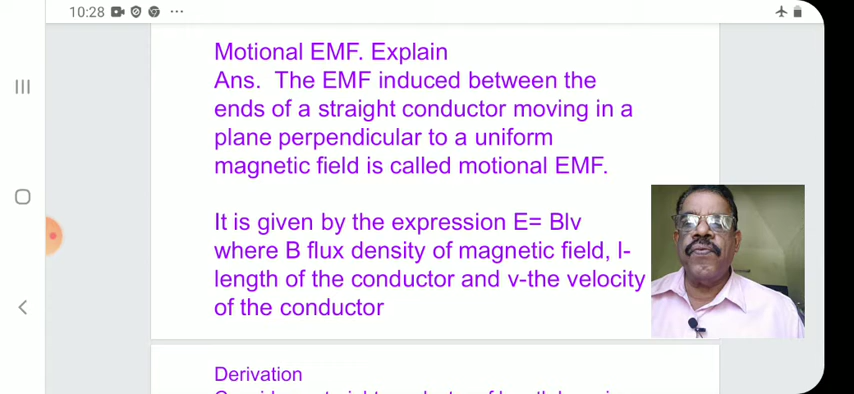 10:28
Motional EMF. Explain
Ans. The EMF induced between the
ends of a straight conductor moving in a
plane perpendicular to a uniform
magnetic field is called motional EMF.
It is given by the expression E= Blv
where B flux density of magnetic field, l-
length of the conductor and v-the velocity
of the conductor
Derivation